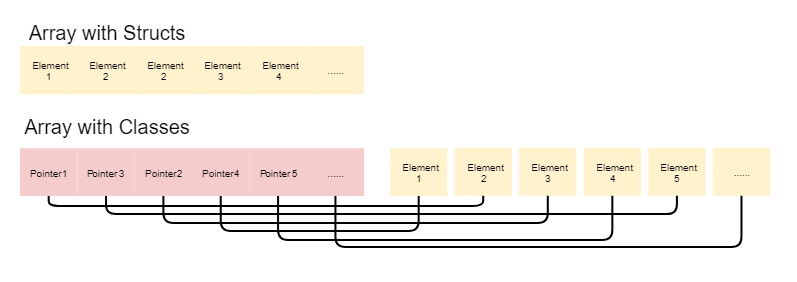 Array with Structs
Element Element Element Element Element
1 2 2 3 4 ......
Array with Classes
Pointer1 Pointer3 Pointer2 Pointer4 Pointer5 ......
Element Element Element Element Element
1 2 3 4 5 ......